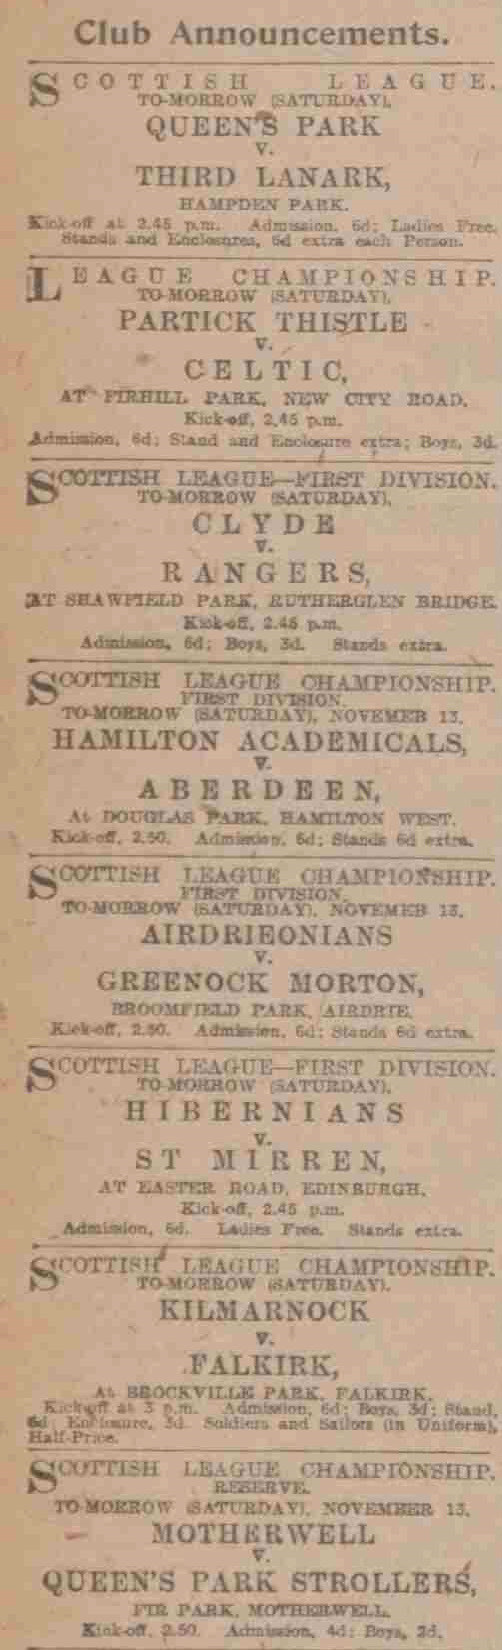 Club Announcements.
SCOTTISH LEAGUE.
TO-MORROW (SATURDAY),
QUEEN'S PARK
V.
THIRD LANARK,
HAMPDEN PARK.
Kick-off at 2.45 p.m. Admission, 6d; Ladies Free.
Stands and Enclosures, 6d extra each Person.
LEAGUE CHAMPIONSHIP.
TO-MORROW (SATURDAY),
PARTICK THISTLE
V.
CELTIC,
AT FIRHILL PARK, NEW CITY ROAD.
Kick-off, 2.45 p.m.
Admission, 6d; Stand and Enclosure extra; Boys, 3d.
SCOTTISH LEAGUE—FIRST DIVISION.
TO-MORROW (SATURDAY),
CLYDE
V.
RANGERS,
AT SHAWFIELD PARK, RUTHERGLEN BRIDGE.
Kick-off, 2.45 p.m.
Admission, 6d; Boys, 3d. Stands extra.
SCOTTISH LEAGUE CHAMPIONSHIP.
FIRST DIVISION.
TO-MORROW (SATURDAY), NOVEMEB 13.
HAMILTON ACADEMICALS,
V.
ABERDEEN,
At DOUGLAS PARK, HAMILTON WEST.
Kick-off, 2.50. Admission, 6d; Stands 6d extra.
SCOTTISH LEAGUE CHAMPIONSHIP.
FIRST DIVISION.
TO-MORROW (SATURDAY), NOVEMEB 13.
AIRDRIEONIANS
V.
GREENOCK MORTON,
BROOMFIELD PARK, AIRDRIE.
Kick-off, 2.50. Admission, 6d; Stands 6d extra.
SCOTTISH LEAGUE—FIRST DIVISION.
TO-MORROW (SATURDAY),
HIBERNIANS
V.
ST MIRREN,
AT EASTER ROAD, EDINBURGH.
Kick-off, 2.45 p.m.
Admission, 6d. Ladies Free. Stands extra.
SCOTTISH LEAGUE CHAMPIONSHIP.
TO-MORROW (SATURDAY).
KILMARNOCK
V.
FALKIRK,
At BROCKVILLE PARK, FALKIRK.
Kick-off at 3 p.m. Admission, 6d; Boys, 3d; Stand,
6d; Enclosure, 3d. Soldiers and Sailors (in Uniform),
Half-Price.
SCOTTISH LEAGUE CHAMPIONSHIP.
RESERVE.
TO-MORROW (SATURDAY), NOVEMBER 13.
MOTHERWELL
V.
QUEEN'S PARK STROLLERS,
FIR PARK, MOTHERWELL.
Kick-off, 2.50. Admission, 4d; Boys, 2d.